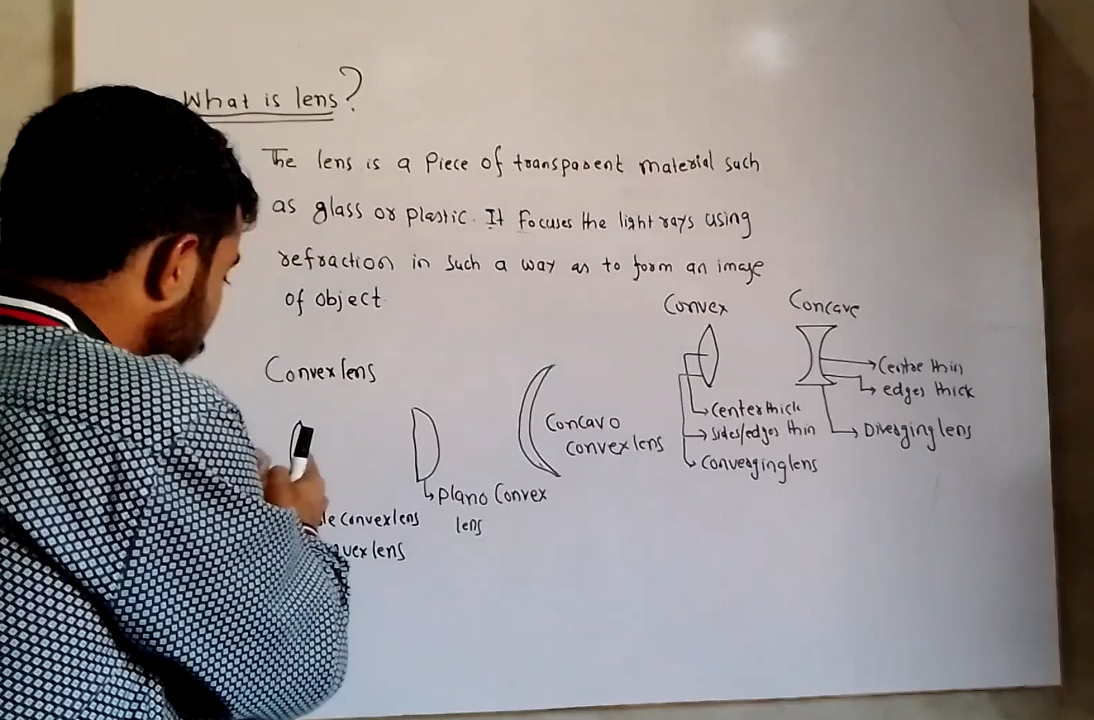 What is lens?
The lens is a piece of transparent material such
as glass or plastic. It focuses the light rays using
refraction in such a way as to form an image
of object
Convex
Concave
Convex lens
Concavo
convex lens
Plano Convex
lens
convex lens
lens
Center thick
Sides/edges thin
Converging lens
Centre thin
edges thick
Diverging lens